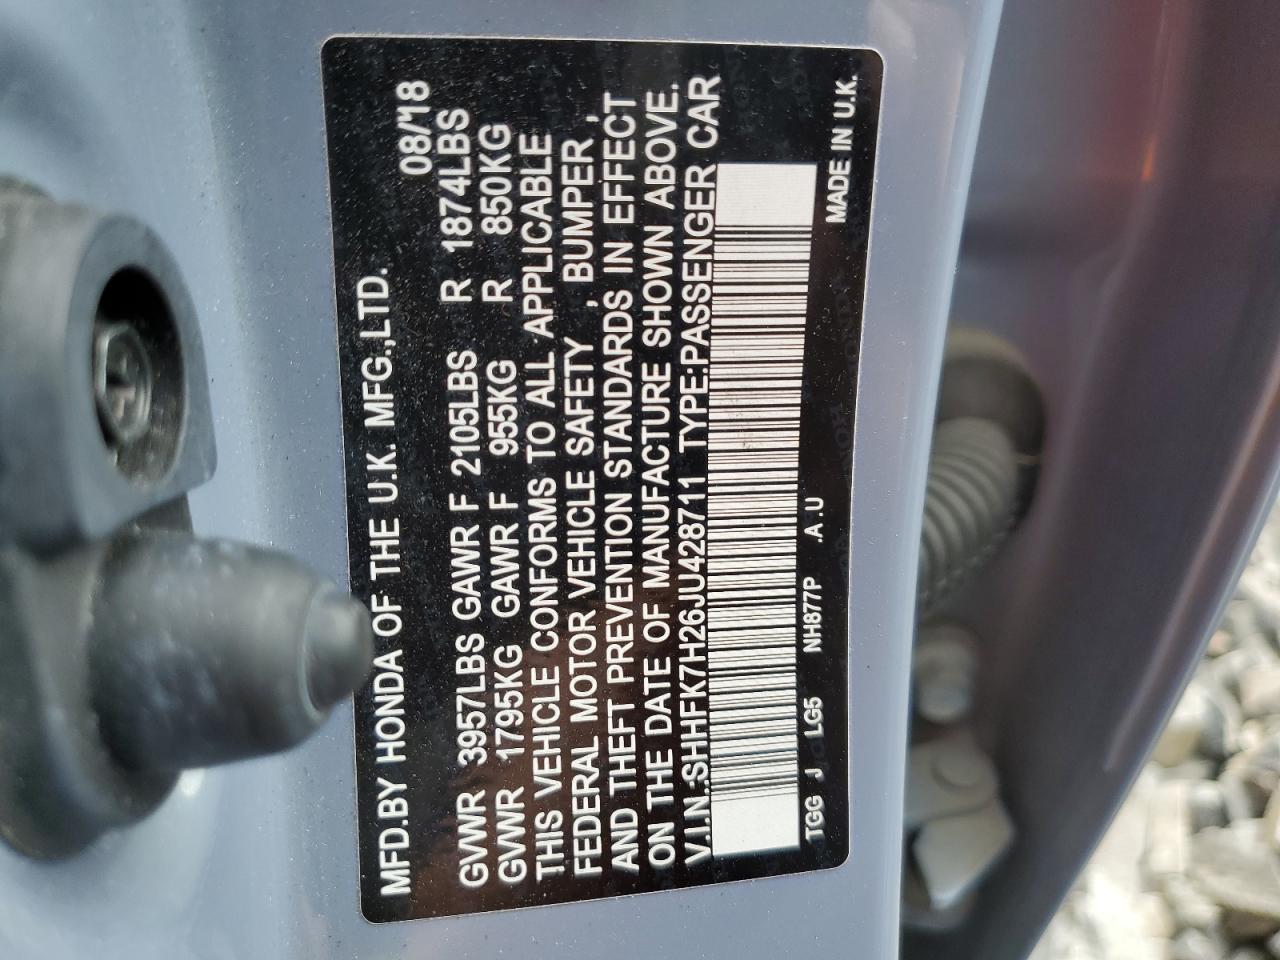 MFD.BY HONDA OF THE U.K. MFG.,LTD. 08/'18
GVWR 3957LBS GAWR F 2105LBS R 1874LBS
GVWR 1795KG GAWR F 955KG R 850KG
THIS VEHICLE CONFORMS TO ALL APPLICABLE
FEDERAL MOTOR VEHICLE SAFETY , BUMPER ,
AND THEFT PREVENTION STANDARDS IN EFFECT
ON THE DATE OF MANUFACTURE SHOWN ABOVE.
V.I.N.:SHHFK7H26JU428711 TYPE:PASSENGER CAR
TGG J LG5 NH877P .A.U MADE IN U.K.